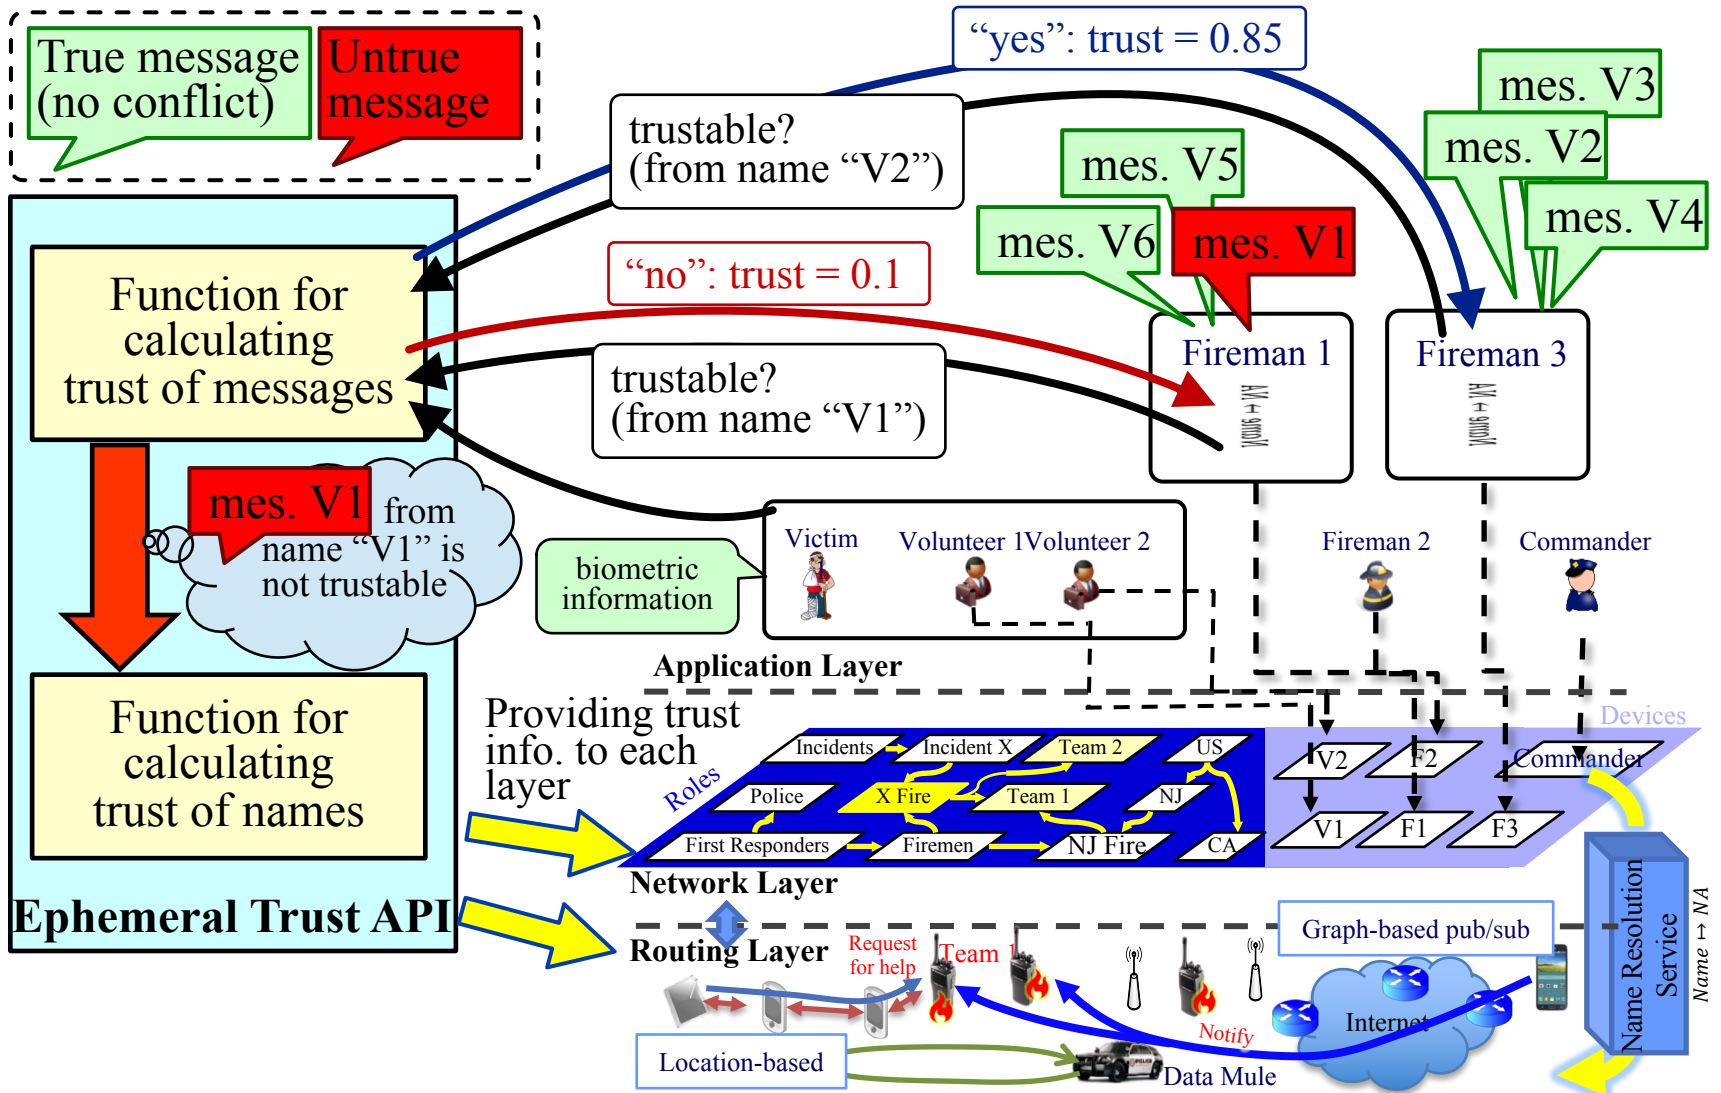 True message
(no conflict)
Untrue
message
“yes”: trust = 0.85
trustable?
(from name “V2”)
“no”: trust = 0.1
trustable?
(from name “V1”)
mes. V5
mes. V6
mes. V1
mes. V3
mes. V2
mes. V4
Fireman 1
Name ↔ NA
Fireman 3
Name ↔ NA
Function for
calculating
trust of messages
mes. V1 from
name “V1” is
not trustable
Function for
calculating
trust of names
Ephemeral Trust API
biometric
information
Victim
Volunteer 1
Volunteer 2
Fireman 2
Commander
Application Layer
Providing trust
info. to each
layer
Roles
Devices
Incidents
Incident X
Team 2
US
V2
F2
Commander
Police
X Fire
Team 1
NJ
First Responders
Firemen
NJ Fire
CA
V1
F1
F3
Network Layer
Routing Layer
Request
for help
Team 1
Graph-based pub/sub
Internet
Notify
Location-based
Data Mule
Name Resolution
Service
Name ↔ NA